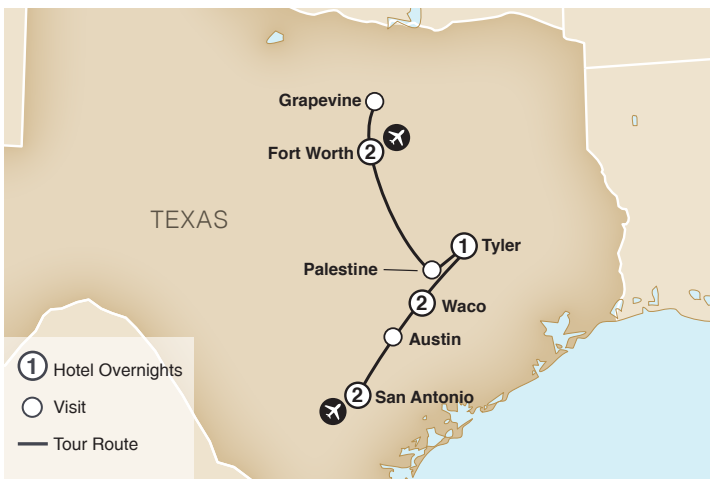 Grapevine
Fort Worth 2
TEXAS
1 Tyler
Palestine
2 Waco
Austin
2 San Antonio
1 Hotel Overnights
Visit
Tour Route